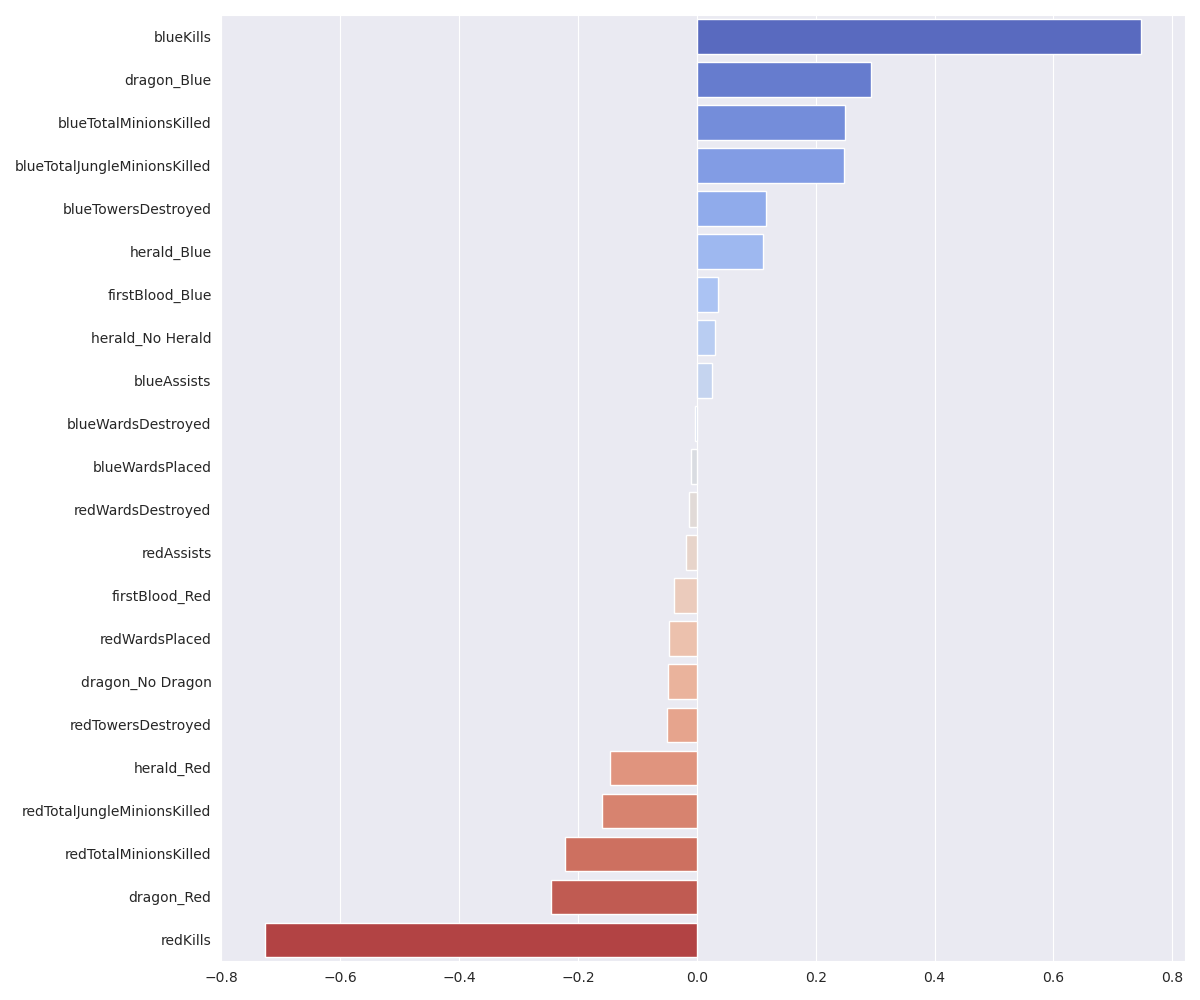 blueKills
dragon_Blue
blueTotalMinionsKilled
blueTotalJungleMinionsKilled
blueTowersDestroyed
herald_Blue
firstBlood_Blue
herald_No Herald
blueAssists
blueWardsDestroyed
blueWardsPlaced
redWardsDestroyed
redAssists
firstBlood_Red
redWardsPlaced
dragon_No Dragon
redTowersDestroyed
herald_Red
redTotalJungleMinionsKilled
redTotalMinionsKilled
dragon_Red
redKills
−0.8 −0.6 −0.4 −0.2 0.0 0.2 0.4 0.6 0.8